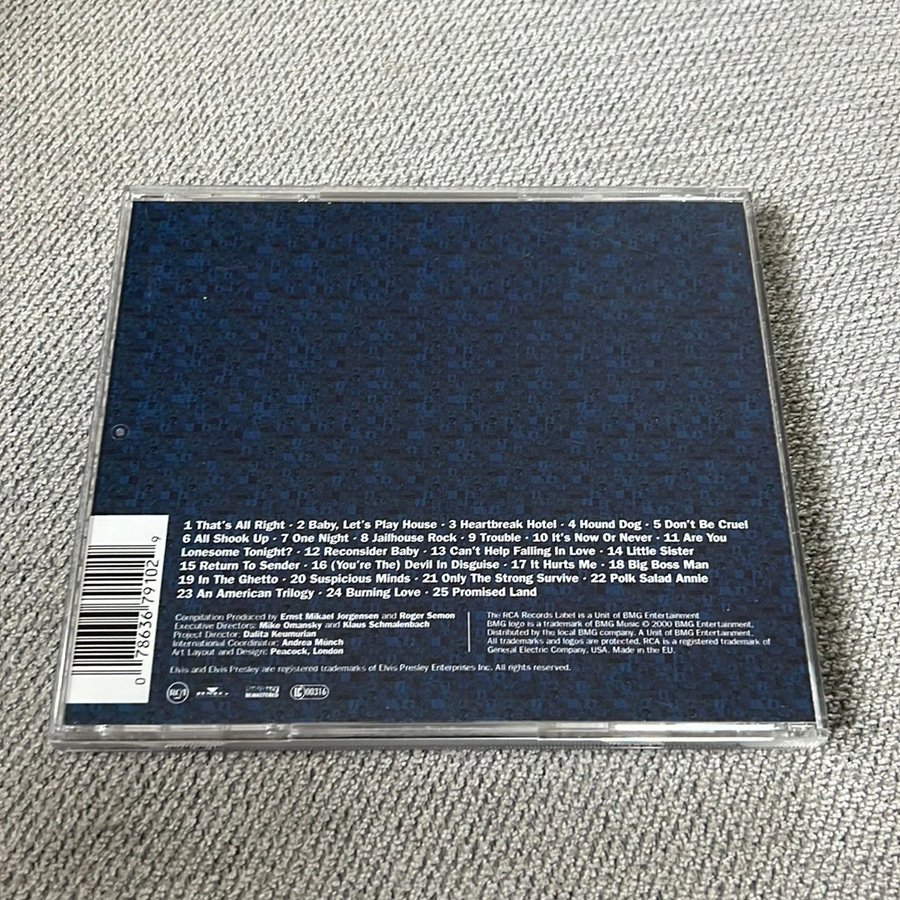 1 That's All Right · 2 Baby, Let's Play House · 3 Heartbreak Hotel · 4 Hound Dog · 5 Don't Be Cruel
6 All Shook Up · 7 One Night · 8 Jailhouse Rock · 9 Trouble · 10 It's Now Or Never · 11 Are You
Lonesome Tonight? · 12 Reconsider Baby · 13 Can't Help Falling In Love · 14 Little Sister
15 Return To Sender · 16 (You're The) Devil In Disguise · 17 It Hurts Me · 18 Big Boss Man
19 In The Ghetto · 20 Suspicious Minds · 21 Only The Strong Survive · 22 Polk Salad Annie
23 An American Trilogy · 24 Burning Love · 25 Promised Land
Compilation Produced by Ernst Mikael Jorgensen and Roger Semon
Executive Directors: Mike Omansky and Klaus Schmalenbach
Project Director: Dalita Keumurian
International Coordinator: Andrea Münch
Art Layout and Design: Peacock, London
The RCA Records Label is a Unit of BMG Entertainment
BMG logo is a trademark of BMG Music © 2000 BMG Entertainment.
Distributed by the local BMG company. A Unit of BMG Entertainment.
All trademarks and logos are protected. RCA is a registered trademark of
General Electric Company, USA. Made in the EU.
Elvis and Elvis Presley are registered trademarks of Elvis Presley Enterprises Inc. All rights reserved.
RCA
BMG
REMASTERED
LC 00316
0 78636 79102 9